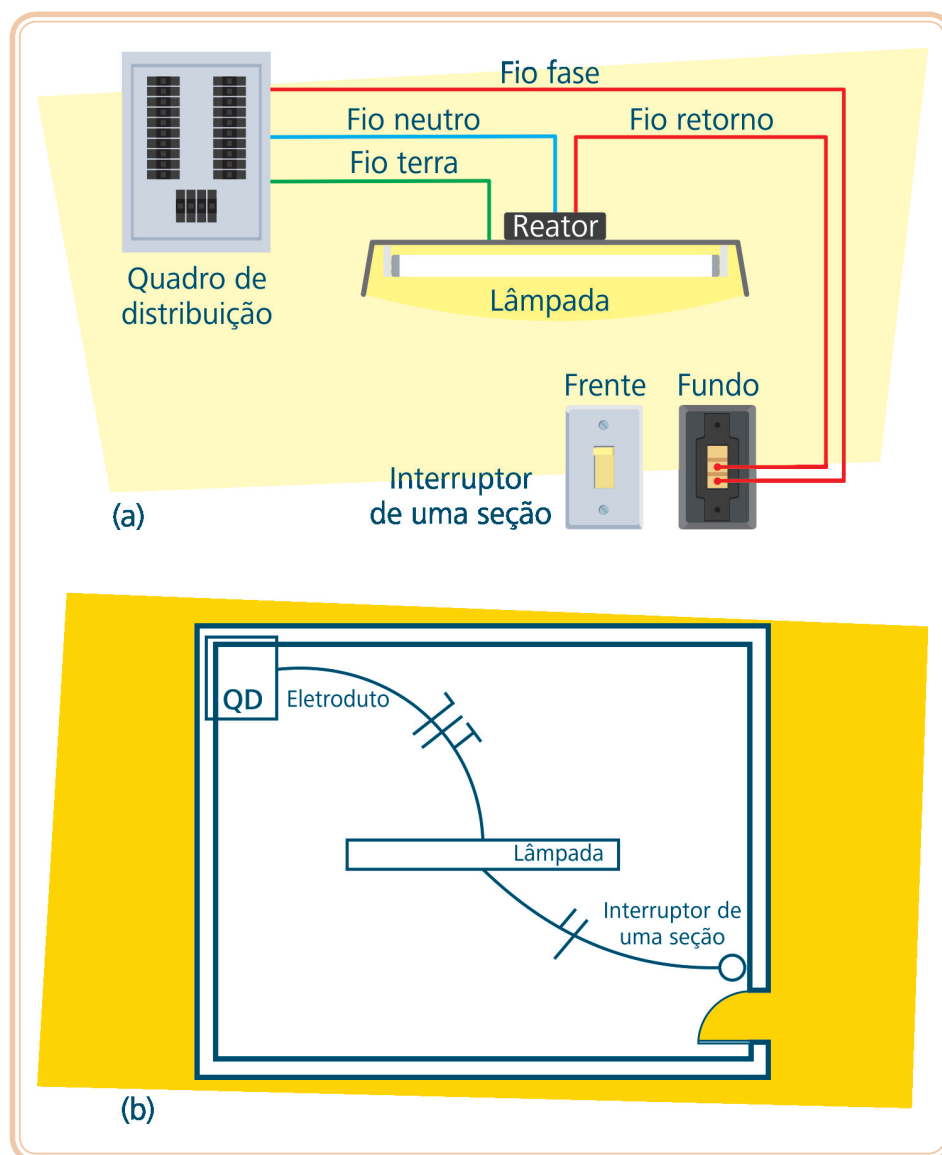 Fio fase
Fio neutro
Fio retorno
Fio terra
Reator
Quadro de
distribuição
Lâmpada
Frente
Fundo
Interruptor
de uma seção
(a)
QD
Eletroduto
Lâmpada
Interruptor de
uma seção
(b)